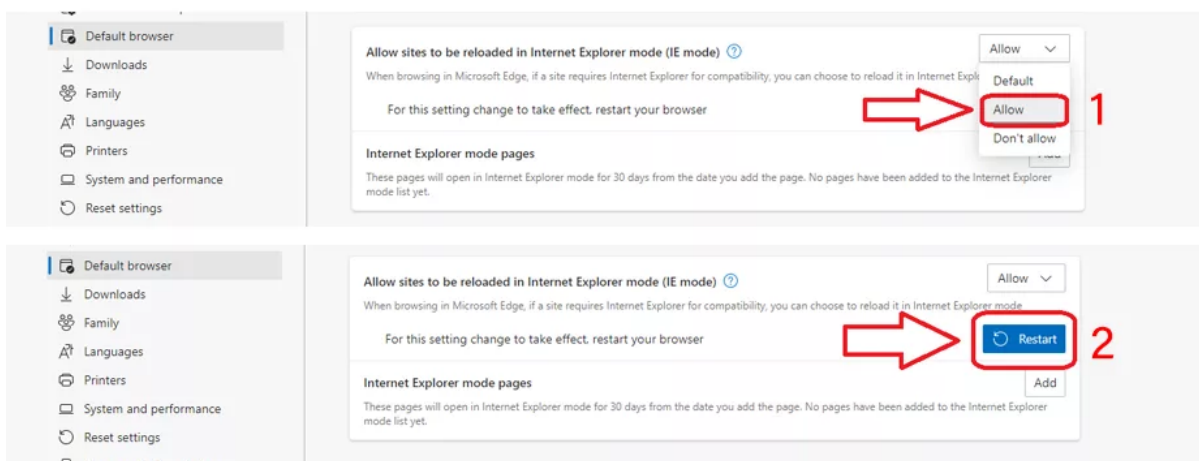 Default browser
Downloads
Family
Languages
Printers
System and performance
Reset settings
Allow sites to be reloaded in Internet Explorer mode (IE mode)
Allow
When browsing in Microsoft Edge, if a site requires Internet Explorer for compatibility, you can choose to reload it in Internet
Default
For this setting change to take effect, restart your browser
Allow
1
Don't allow
Internet Explorer mode pages
Add
These pages will open in Internet Explorer mode for 30 days from the date you add the page. No pages have been added to the Internet Explorer
mode list yet.
Default browser
Downloads
Family
Languages
Printers
System and performance
Reset settings
Allow sites to be reloaded in Internet Explorer mode (IE mode)
Allow
When browsing in Microsoft Edge, if a site requires Internet Explorer for compatibility, you can choose to reload it in Internet Explorer mode
For this setting change to take effect, restart your browser
Restart
2
Internet Explorer mode pages
Add
These pages will open in Internet Explorer mode for 30 days from the date you add the page. No pages have been added to the Internet Explorer
mode list yet.